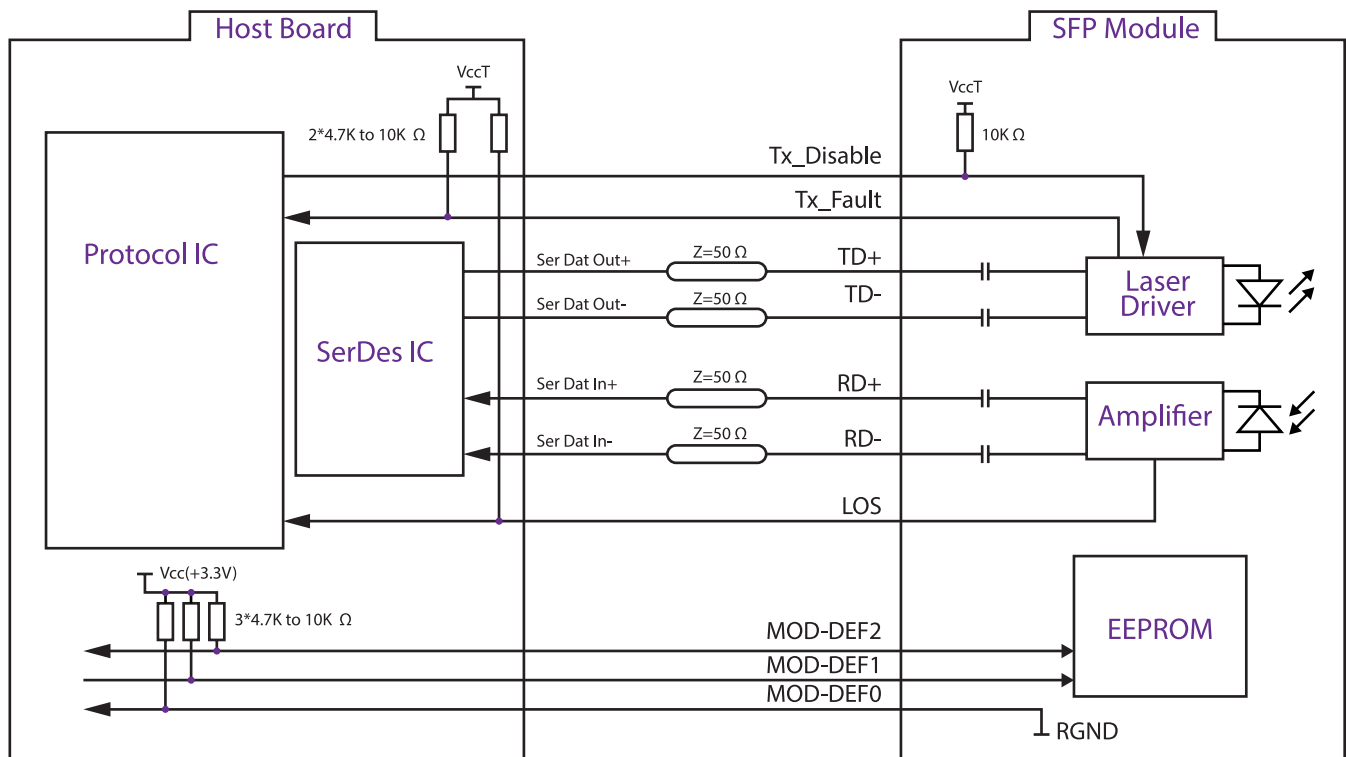 Host Board
SFP Module
VccT
VccT
2*4.7K to 10K Ω
10K Ω
Tx_Disable
Tx_Fault
Protocol IC
Ser Dat Out+
Z=50 Ω
TD+
Ser Dat Out-
Z=50 Ω
TD-
Laser
Driver
SerDes IC
Ser Dat In+
Z=50 Ω
RD+
Ser Dat In-
Z=50 Ω
RD-
Amplifier
LOS
Vcc(+3.3V)
3*4.7K to 10K Ω
MOD-DEF2
MOD-DEF1
MOD-DEF0
EEPROM
RGND